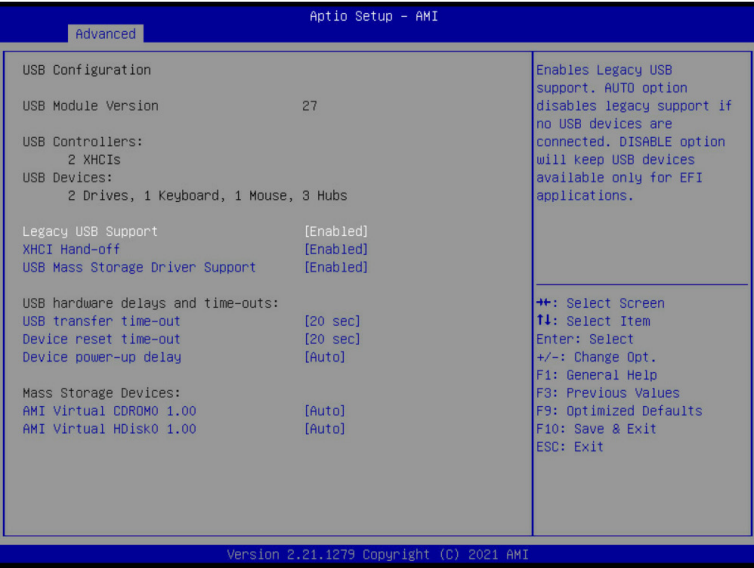 Aptio Setup – AMI
Advanced
USB Configuration
USB Module Version 27
USB Controllers:
2 XHCIs
USB Devices:
2 Drives, 1 Keyboard, 1 Mouse, 3 Hubs
Legacy USB Support [Enabled]
XHCI Hand-off [Enabled]
USB Mass Storage Driver Support [Enabled]
USB hardware delays and time-outs:
USB transfer time-out [20 sec]
Device reset time-out [20 sec]
Device power-up delay [Auto]
Mass Storage Devices:
AMI Virtual CDROM0 1.00 [Auto]
AMI Virtual HDisk0 1.00 [Auto]
Enables Legacy USB
support. AUTO option
disables legacy support if
no USB devices are
connected. DISABLE option
will keep USB devices
available only for EFI
applications.
→←: Select Screen
↑↓: Select Item
Enter: Select
+/-: Change Opt.
F1: General Help
F3: Previous Values
F9: Optimized Defaults
F10: Save & Exit
ESC: Exit
Version 2.21.1279 Copyright (C) 2021 AMI